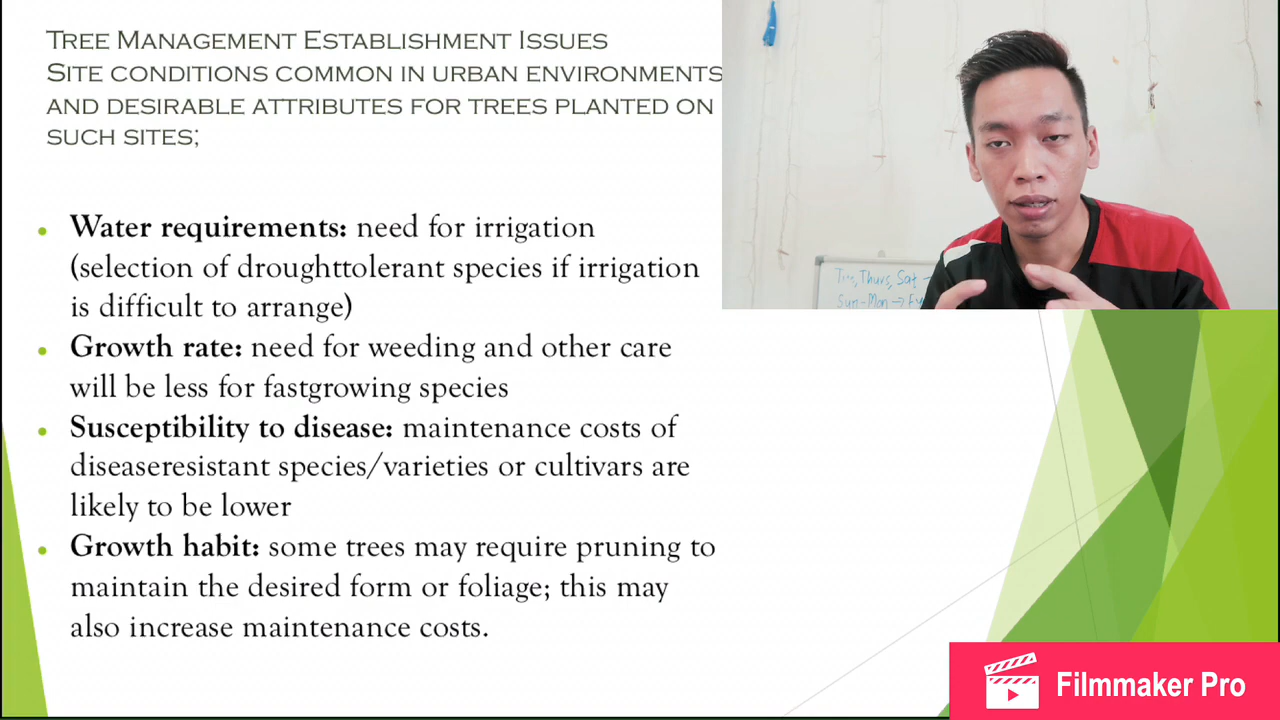 Tree Management Establishment Issues
Site conditions common in urban environments
and desirable attributes for trees planted on
such sites;
Water requirements: need for irrigation
(selection of droughttolerant species if irrigation
is difficult to arrange)
Growth rate: need for weeding and other care
will be less for fastgrowing species
Susceptibility to disease: maintenance costs of
diseaseresistant species/varieties or cultivars are
likely to be lower
Growth habit: some trees may require pruning to
maintain the desired form or foliage; this may
also increase maintenance costs.
Thurs, Sat
Sun-Mon →
Filmmaker Pro